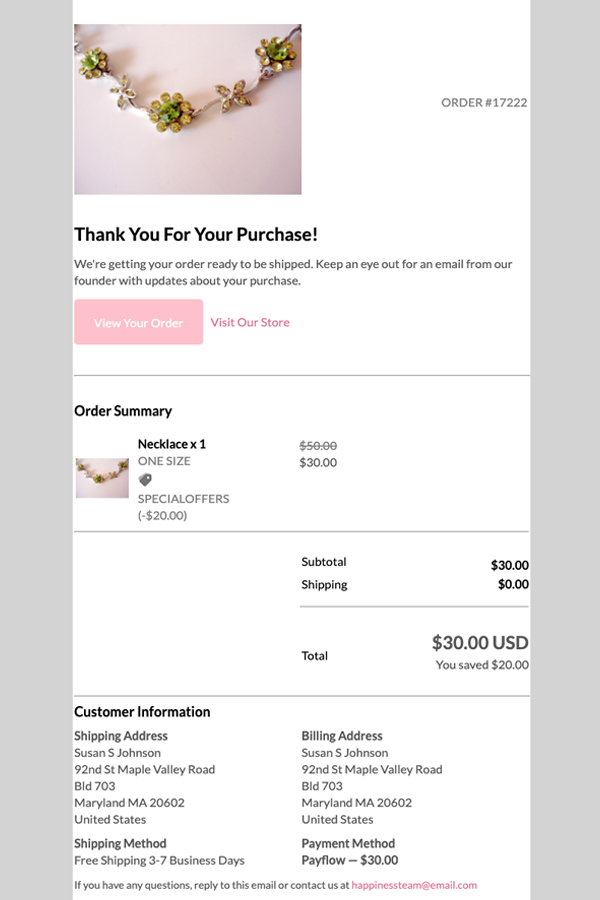 ORDER #17222
Thank You For Your Purchase!
We're getting your order ready to be shipped. Keep an eye out for an email from our
founder with updates about your purchase.
View Your Order
Visit Our Store
Order Summary
Necklace x 1
ONE SIZE
SPECIALOFFERS
(-$20.00)
$50.00
$30.00
Subtotal $30.00
Shipping $0.00
Total $30.00 USD
You saved $20.00
Customer Information
Shipping Address
Susan S Johnson
92nd St Maple Valley Road
Bld 703
Maryland MA 20602
United States
Billing Address
Susan S Johnson
92nd St Maple Valley Road
Bld 703
Maryland MA 20602
United States
Shipping Method
Free Shipping 3-7 Business Days
Payment Method
Payflow — $30.00
If you have any questions, reply to this email or contact us at happinessteam@email.com